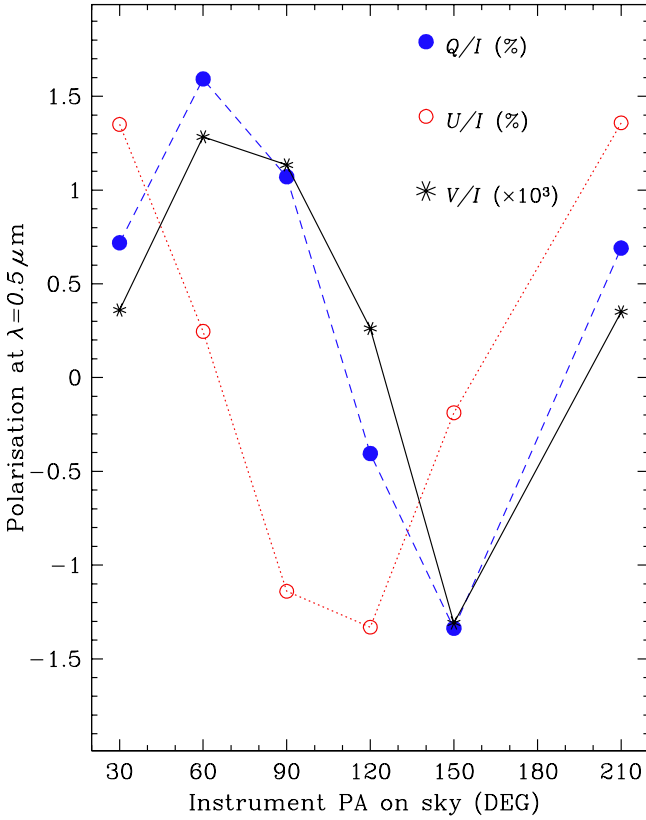 Q/I (%)
U/I (%)
V/I (×10³)
1.5
1
0.5
0
−0.5
−1
−1.5
30 60 90 120 150 180 210
Instrument PA on sky (DEG)
Polarisation at λ=0.5 μm